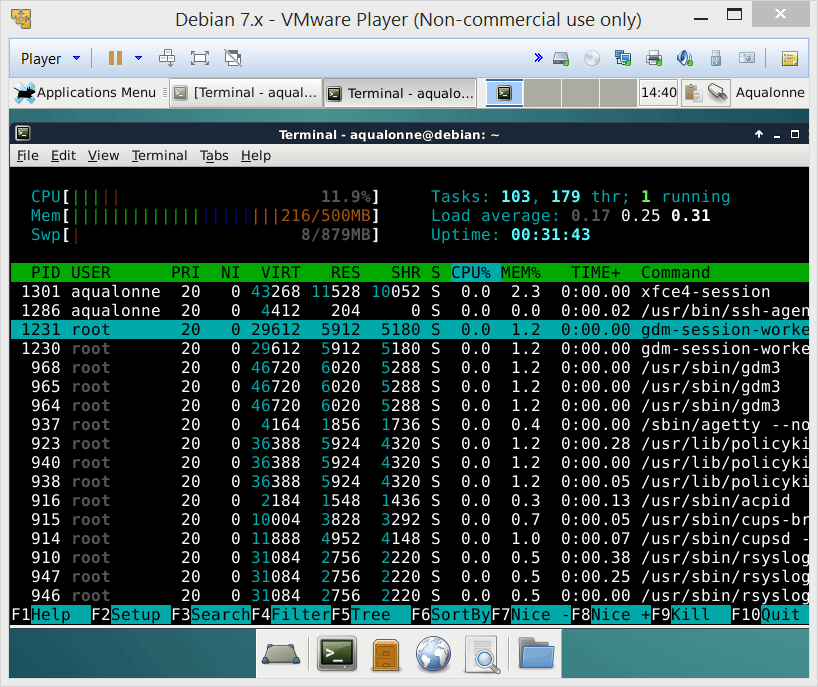 Debian 7.x - VMware Player (Non-commercial use only)
Player
Applications Menu [Terminal - aqual... Terminal - aqualo... 14:40 Aqualonne
Terminal - aqualonne@debian: ~
File Edit View Terminal Tabs Help
CPU[||||| 11.9%] Tasks: 103, 179 thr; 1 running
Mem[||||||||||||||||||||||216/500MB] Load average: 0.17 0.25 0.31
Swp[| 8/879MB] Uptime: 00:31:43
PID USER PRI NI VIRT RES SHR S CPU% MEM% TIME+ Command
1301 aqualonne 20 0 43268 11528 10052 S 0.0 2.3 0:00.00 xfce4-session
1286 aqualonne 20 0 4412 204 0 S 0.0 0.0 0:00.02 /usr/bin/ssh-agen
1231 root 20 0 29612 5912 5180 S 0.0 1.2 0:00.00 gdm-session-worke
1230 root 20 0 29612 5912 5180 S 0.0 1.2 0:00.00 gdm-session-worke
968 root 20 0 46720 6020 5288 S 0.0 1.2 0:00.00 /usr/sbin/gdm3
965 root 20 0 46720 6020 5288 S 0.0 1.2 0:00.00 /usr/sbin/gdm3
964 root 20 0 46720 6020 5288 S 0.0 1.2 0:00.00 /usr/sbin/gdm3
937 root 20 0 4164 1856 1736 S 0.0 0.4 0:00.00 /sbin/agetty --no
923 root 20 0 36388 5924 4320 S 0.0 1.2 0:00.28 /usr/lib/policyki
940 root 20 0 36388 5924 4320 S 0.0 1.2 0:00.00 /usr/lib/policyki
938 root 20 0 36388 5924 4320 S 0.0 1.2 0:00.05 /usr/lib/policyki
916 root 20 0 2184 1548 1436 S 0.0 0.3 0:00.13 /usr/sbin/acpid
915 root 20 0 10004 3828 3292 S 0.0 0.7 0:00.05 /usr/sbin/cups-br
914 root 20 0 11888 4952 4148 S 0.0 1.0 0:00.07 /usr/sbin/cupsd -
910 root 20 0 31084 2756 2220 S 0.0 0.5 0:00.38 /usr/sbin/rsyslog
947 root 20 0 31084 2756 2220 S 0.0 0.5 0:00.25 /usr/sbin/rsyslog
946 root 20 0 31084 2756 2220 S 0.0 0.5 0:00.00 /usr/sbin/rsyslog
F1Help F2Setup F3SearchF4FilterF5Tree F6SortByF7Nice -F8Nice +F9Kill F10Quit